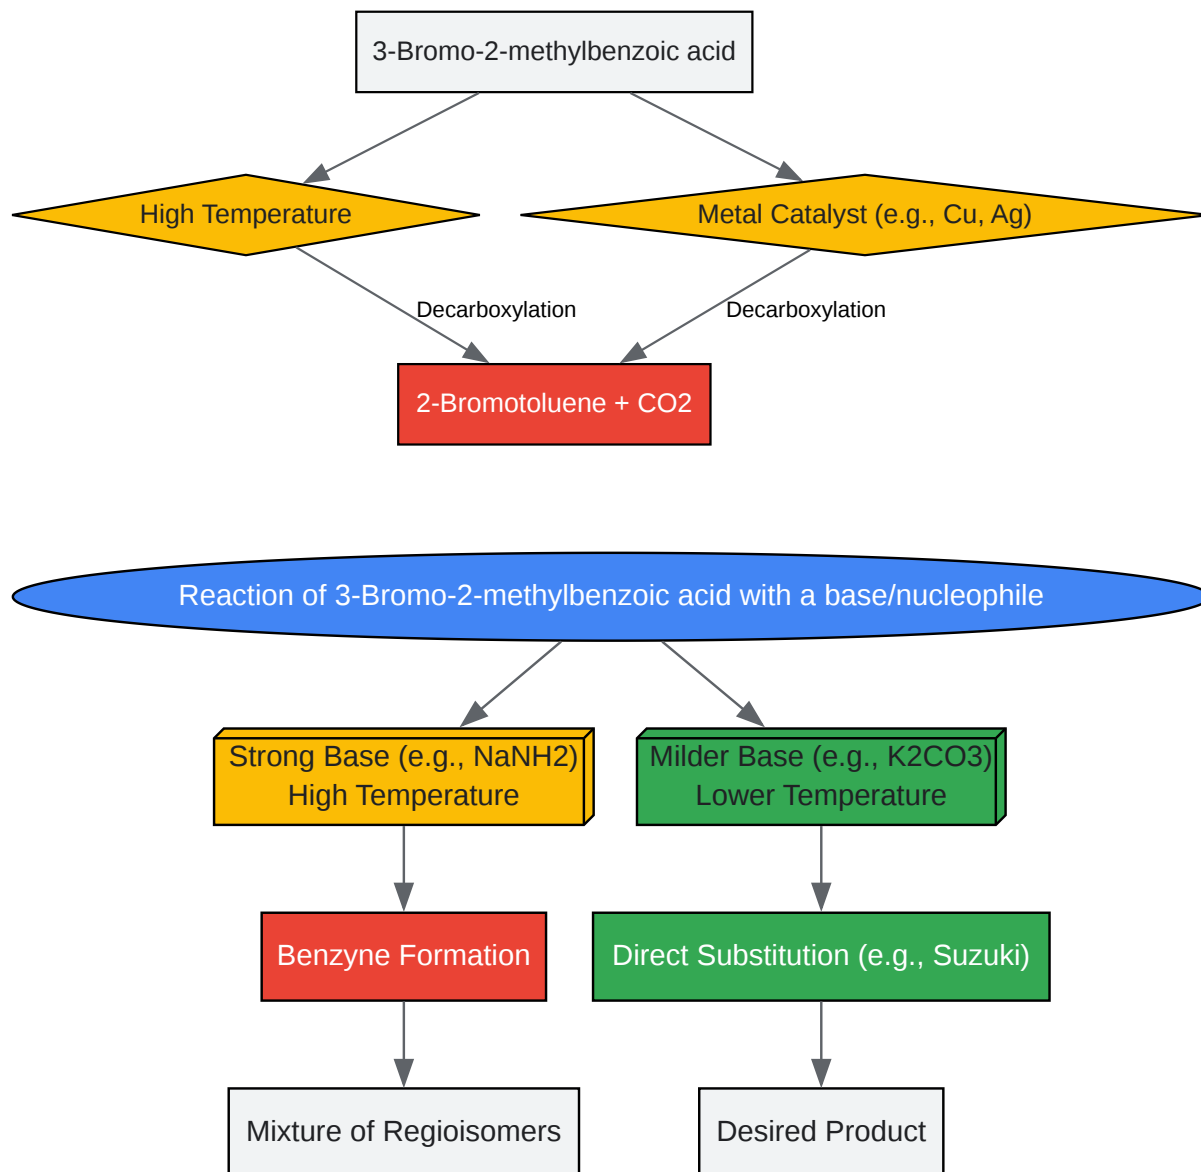 3-Bromo-2-methylbenzoic acid
High Temperature
Metal Catalyst (e.g., Cu, Ag)
Decarboxylation
Decarboxylation
2-Bromotoluene + CO2
Reaction of 3-Bromo-2-methylbenzoic acid with a base/nucleophile
Strong Base (e.g., NaNH2)
High Temperature
Milder Base (e.g., K2CO3)
Lower Temperature
Benzyne Formation
Direct Substitution (e.g., Suzuki)
Mixture of Regioisomers
Desired Product